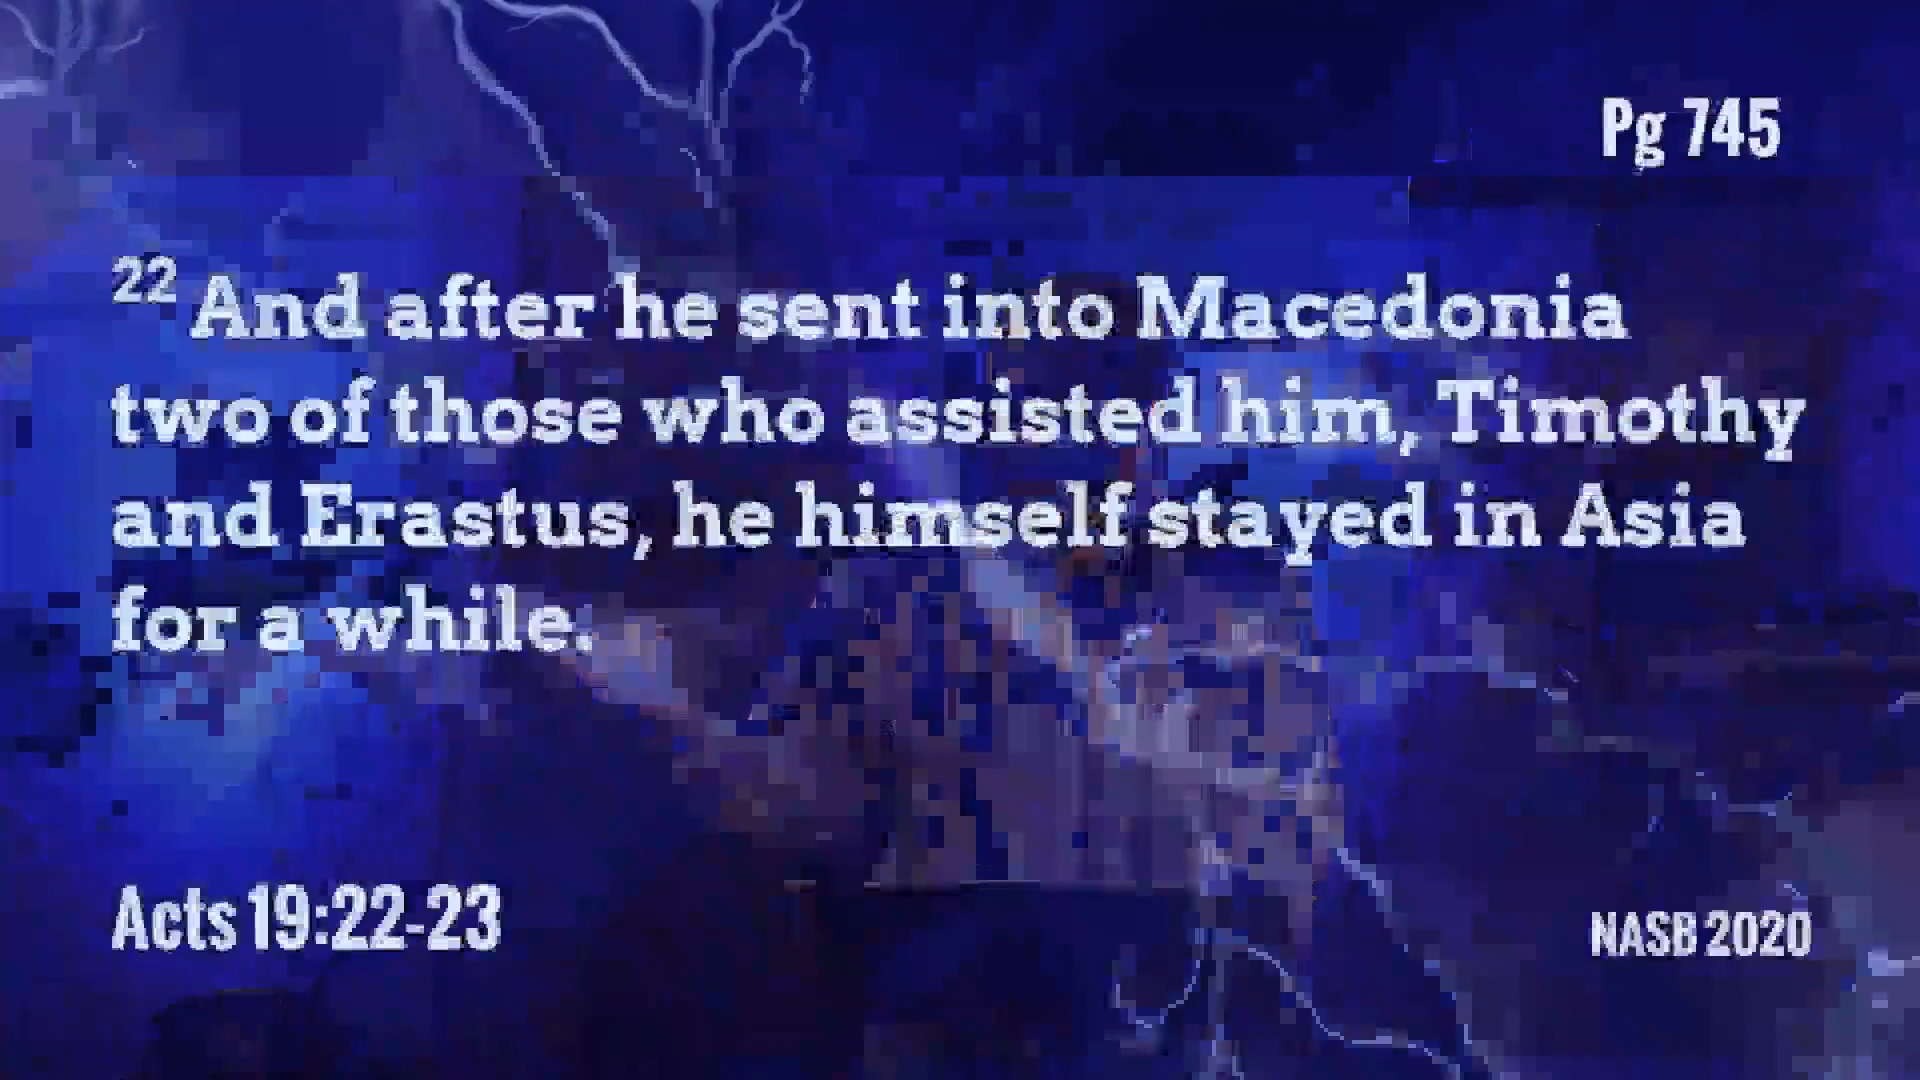 Pg 745
22 And after he sent into Macedonia
two of those who assisted him, Timothy
and Erastus, he himself stayed in Asia
for a while.
Acts 19:22-23
NASB 2020